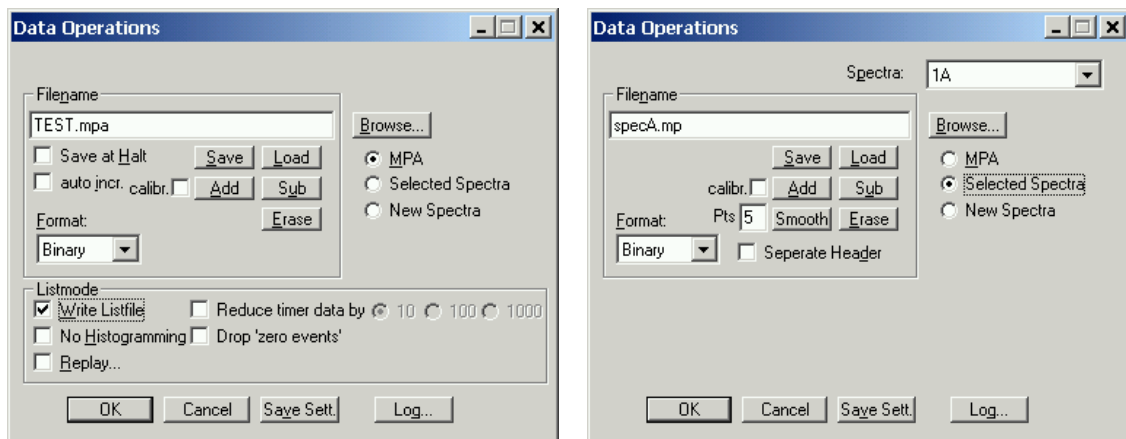 Data Operations
Filename
TEST.mpa
Browse...
Save at Halt Save Load MPA
auto incr. calibr. Add Sub Selected Spectra
Format: Erase New Spectra
Binary
Listmode
Write Listfile Reduce timer data by 10 100 1000
No Histogramming Drop 'zero events'
Replay...
OK Cancel Save Sett. Log...
Data Operations
Spectra: 1A
Filename
specA.mp
Browse...
Save Load MPA
calibr. Add Sub Selected Spectra
Format: Pts 5 Smooth Erase New Spectra
Binary Seperate Header
OK Cancel Save Sett. Log...